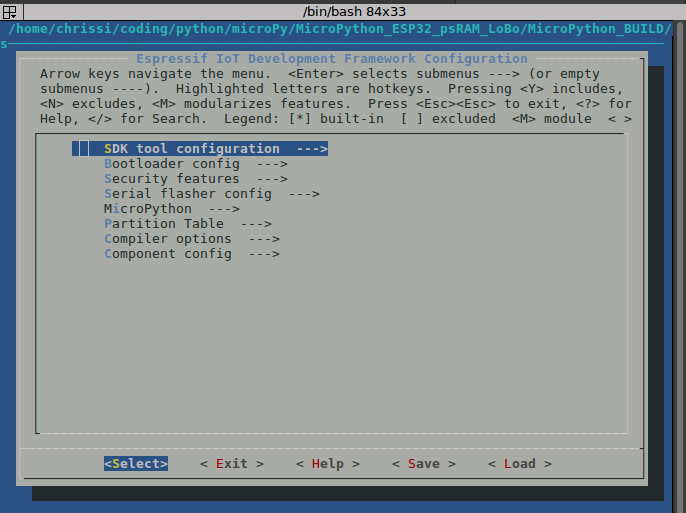 /bin/bash 84x33
/home/chrissi/coding/python/microPy/MicroPython_ESP32_psRAM_LoBo/MicroPython_BUILD/
s
Espressif IoT Development Framework Configuration
Arrow keys navigate the menu.  <Enter> selects submenus ---> (or empty
submenus ----).  Highlighted letters are hotkeys.  Pressing <Y> includes,
<N> excludes, <M> modularizes features.  Press <Esc><Esc> to exit, <?> for
Help, </> for Search.  Legend: [*] built-in  [ ] excluded  <M> module  < >
SDK tool configuration  --->
Bootloader config  --->
Security features  --->
Serial flasher config  --->
MicroPython  --->
Partition Table  --->
Compiler options  --->
Component config  --->
<Select>    < Exit >    < Help >    < Save >    < Load >